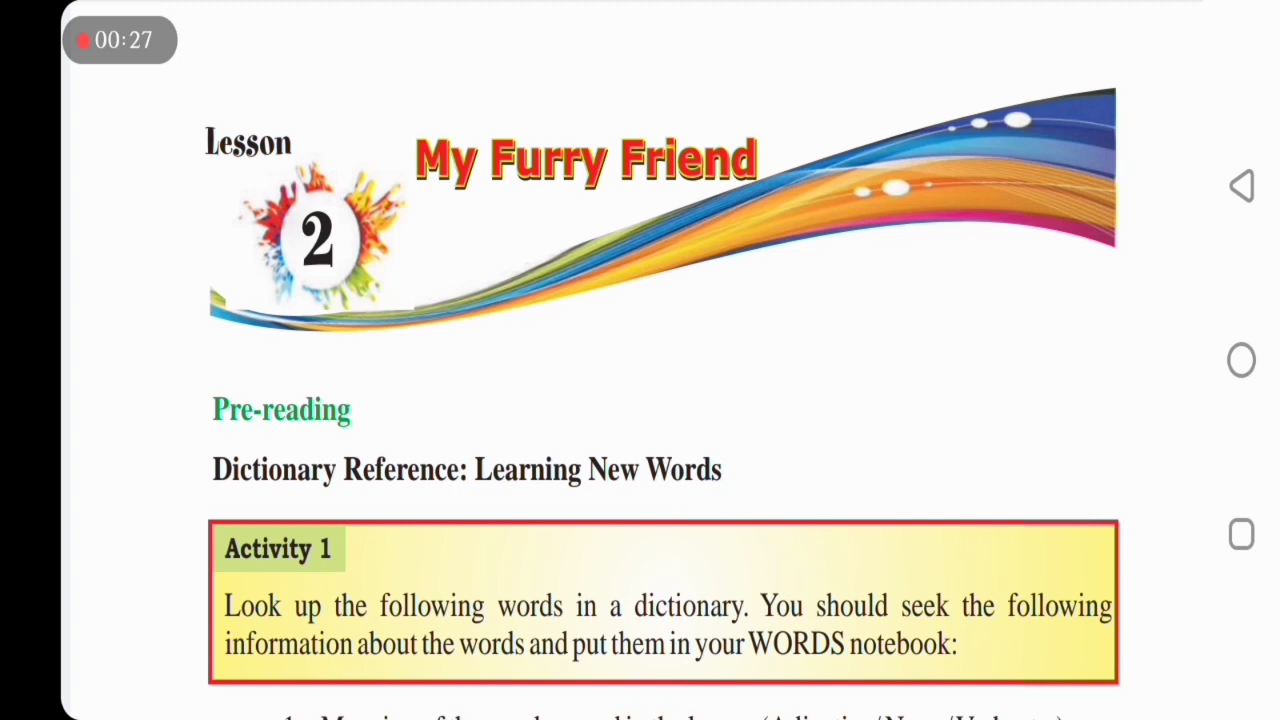 00:27
Lesson
2
My Furry Friend
Pre-reading
Dictionary Reference: Learning New Words
Activity 1
Look up the following words in a dictionary. You should seek the following
information about the words and put them in your WORDS notebook: